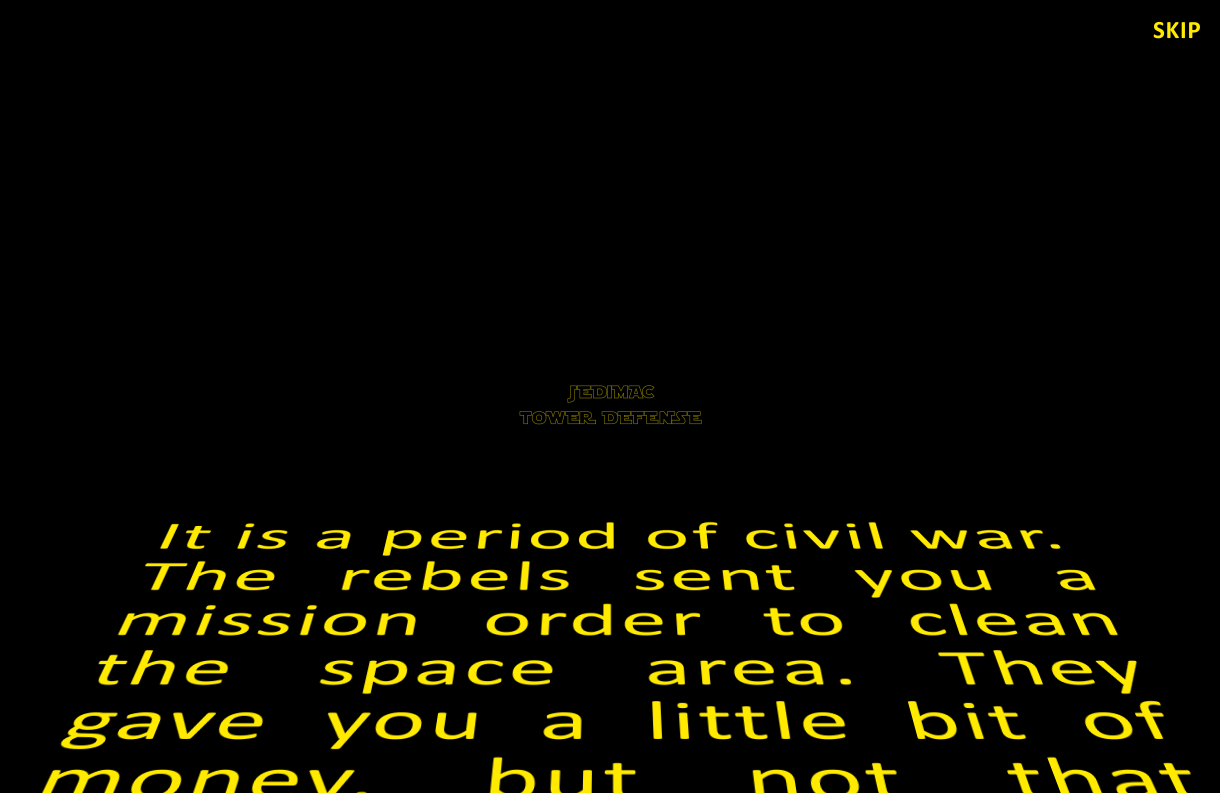 SKIP
JEDIMAC
TOWER DEFENSE
It is a period of civil war.
The rebels sent you a
mission order to clean
the space area. They
gave you a little bit of
money, but not that